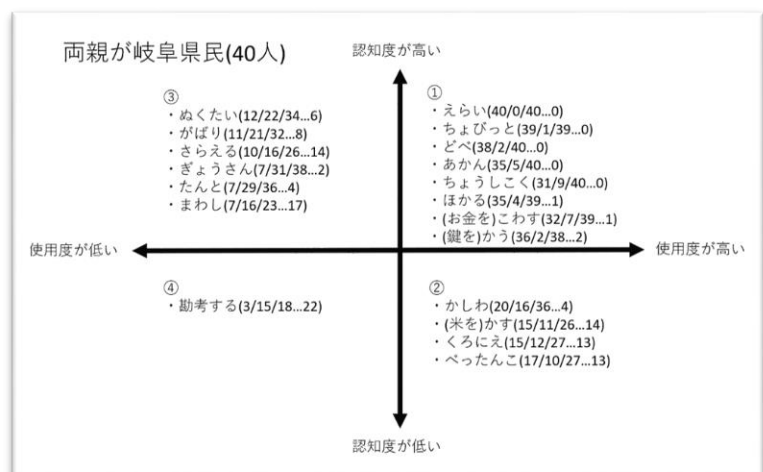 両親が岐阜県民(40人)
認知度が高い
③
・ぬくたい(12/22/34…6)
・がばり(11/21/32…8)
・さらえる(10/16/26…14)
・ぎょうさん(7/31/38…2)
・たんと(7/29/36…4)
・まわし(7/16/23…17)
①
・えらい(40/0/40…0)
・ちょびっと(39/1/39…0)
・どべ(38/2/40…0)
・あかん(35/5/40…0)
・ちょうしこく(31/9/40…0)
・ほかる(35/4/39…1)
・(お金を)こわす(32/7/39…1)
・(鍵を)かう(36/2/38…2)
使用度が低い
使用度が高い
④
・勘考する(3/15/18…22)
②
・かしわ(20/16/36…4)
・(米を)かす(15/11/26…14)
・くろにえ(15/12/27…13)
・べったんこ(17/10/27…13)
認知度が低い